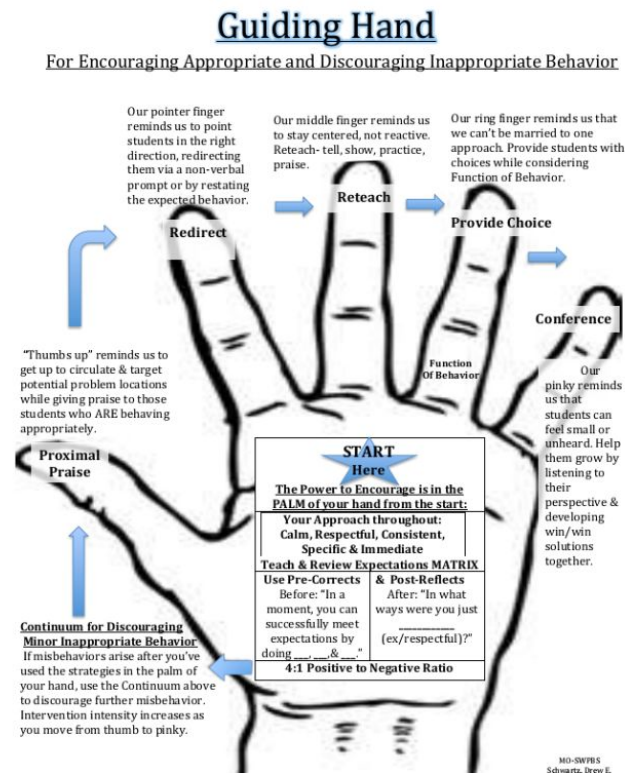 Guiding Hand
For Encouraging Appropriate and Discouraging Inappropriate Behavior
Our pointer finger
reminds us to point
students in the right
direction, redirecting
them via a non-verbal
prompt or by restating
the expected behavior.
Our middle finger reminds us
to stay centered, not reactive.
Reteach- tell, show, practice,
praise.
Our ring finger reminds us that
we can't be married to one
approach. Provide students with
choices while considering
Function of Behavior.
Redirect
Reteach
Provide Choice
Conference
"Thumbs up" reminds us to
get up to circulate & target
potential problem locations
while giving praise to those
students who ARE behaving
appropriately.
Function
Of Behavior
Our
pinky reminds
us that
students can
feel small or
unheard. Help
them grow by
listening to
their
perspective &
developing
win/win
solutions
together.
Proximal
Praise
START
Here
The Power to Encourage is in the
PALM of your hand from the start:
Your Approach throughout:
Calm, Respectful, Consistent,
Specific & Immediate
Teach & Review Expectations MATRIX
Use Pre-Corrects
Before: "In a
moment, you can
successfully meet
expectations by
doing ___, ___,& ___."
& Post-Reflects
After: "In what
ways were you just
____________
(ex/respectful)?"
4:1 Positive to Negative Ratio
Continuum for Discouraging
Minor Inappropriate Behavior
If misbehaviors arise after you've
used the strategies in the palm of
your hand, use the Continuum above
to discourage further misbehavior.
Intervention intensity increases as
you move from thumb to pinky.
MO-SWPBS
Schwartz, Drew E.